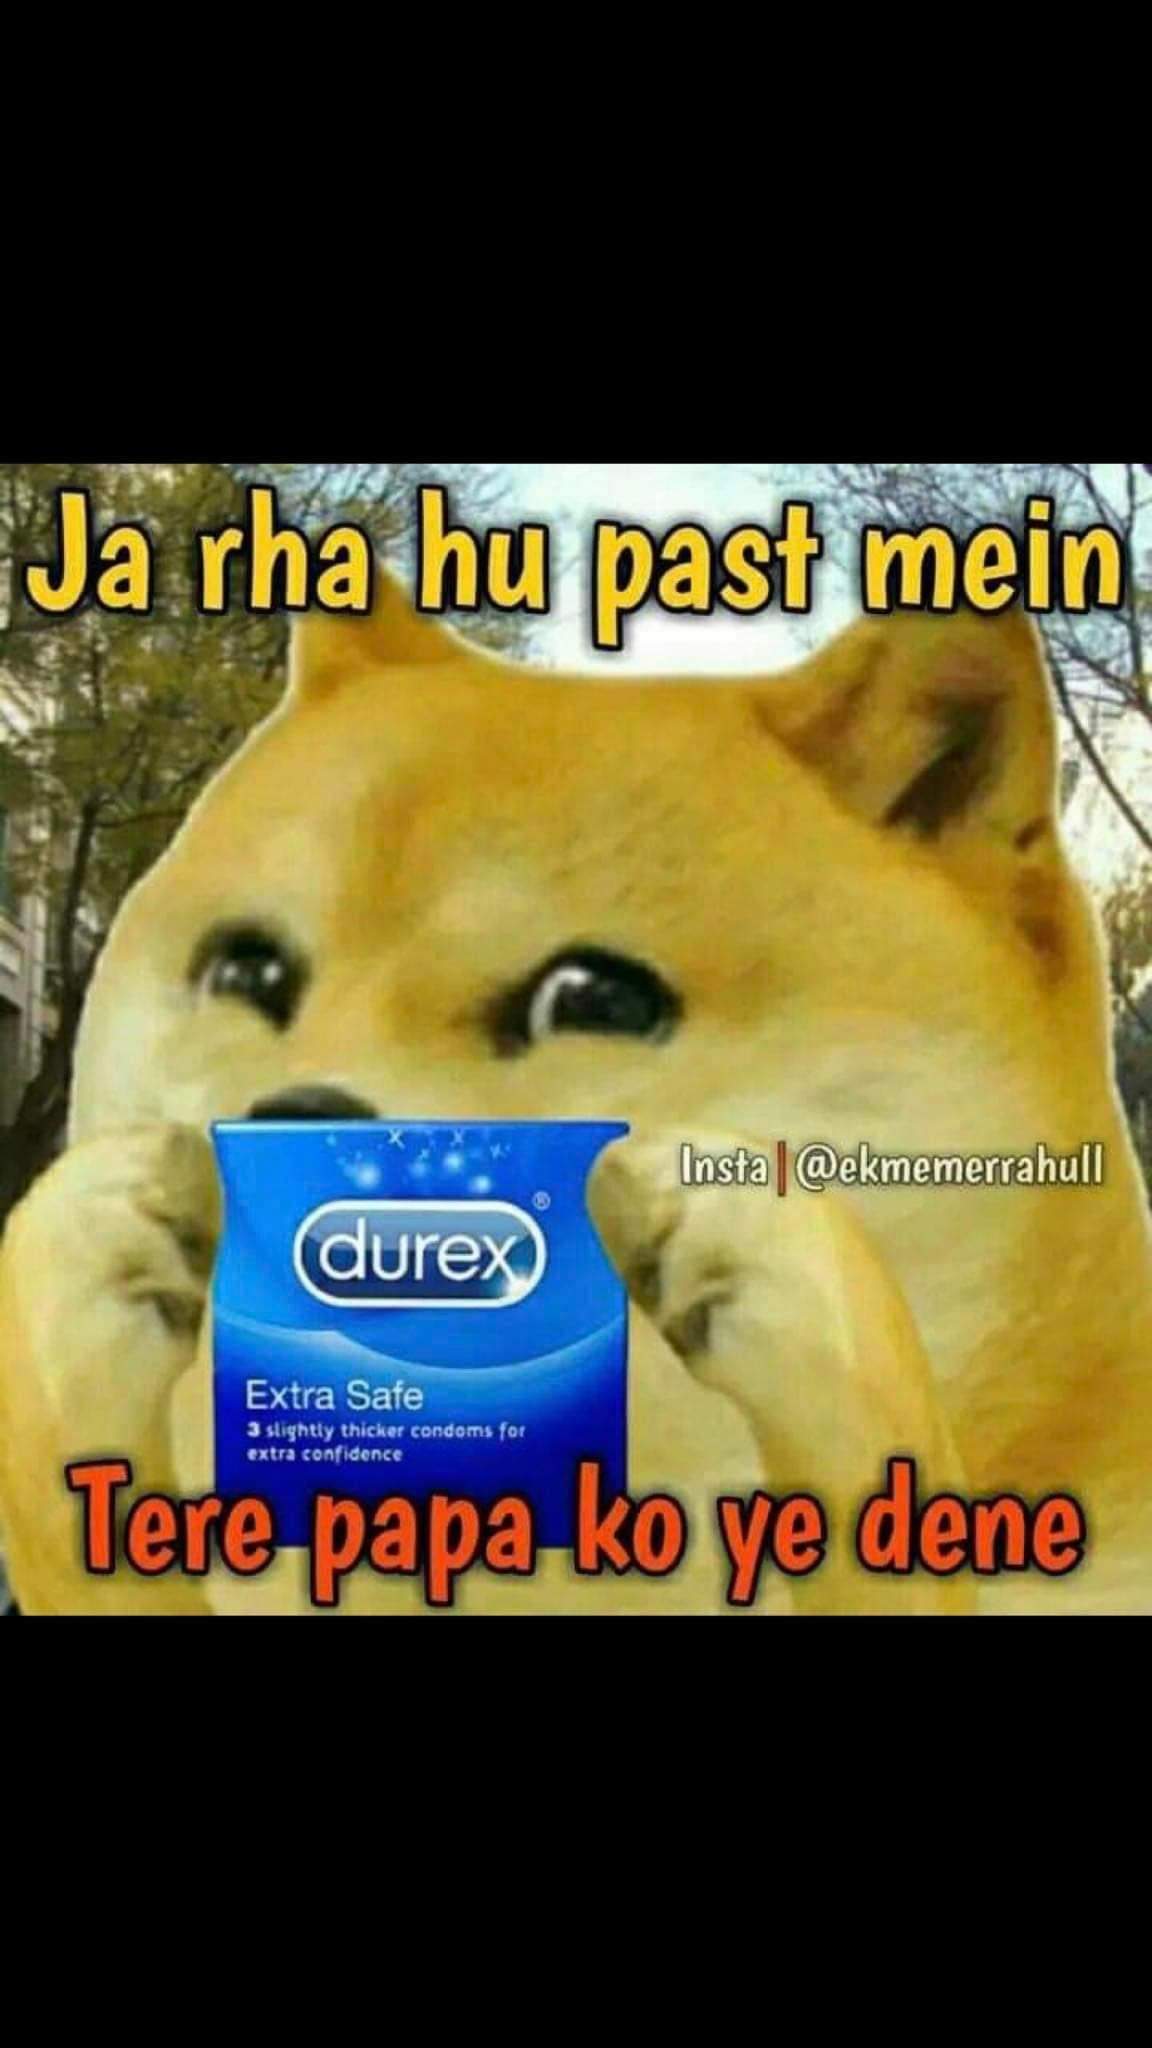 Ja rha hu past mein
Insta | @ekmemerrahull
durex®
Extra Safe
3 slightly thicker condoms for
extra confidence
Tere papa ko ye dene